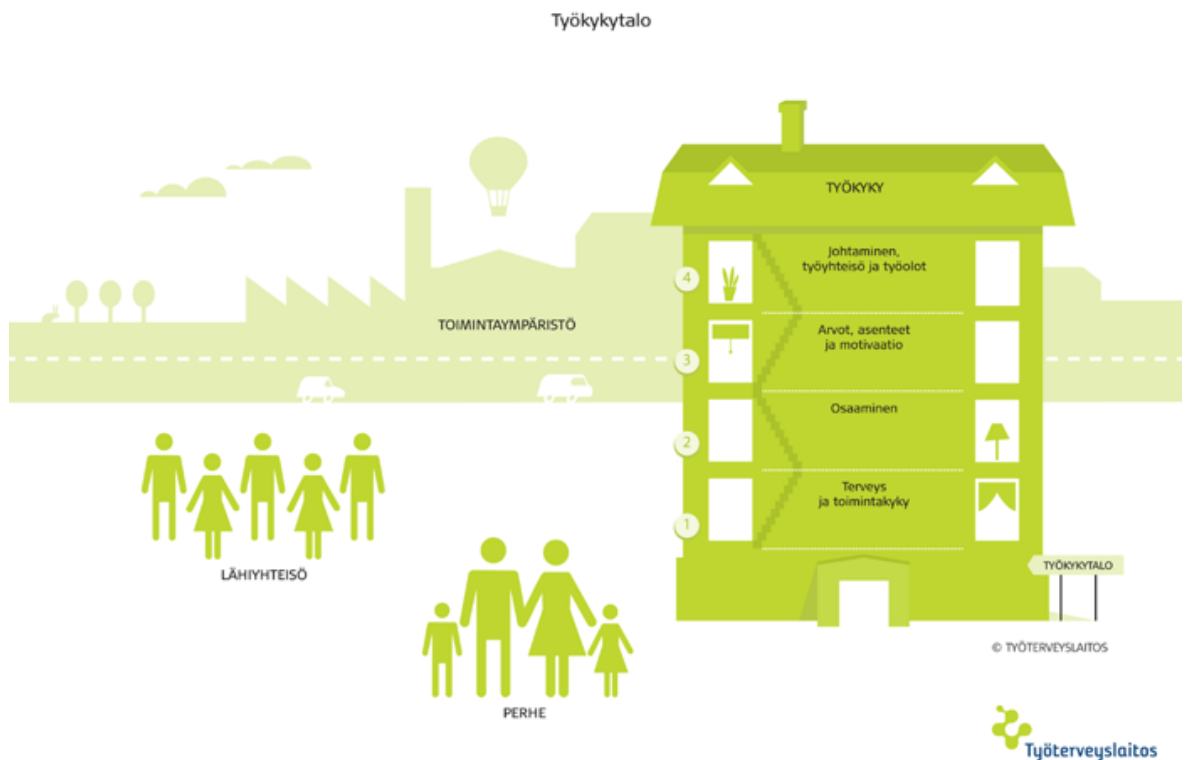 Työkykytalo
TYÖKYKY
4
Johtaminen,
työyhteisö ja työolot
3
Arvot, asenteet
ja motivaatio
2
Osaaminen
1
Terveys
ja toimintakyky
TOIMINTAYMPÄRISTÖ
LÄHIYHTEISÖ
PERHE
TYÖKYKYTALO
© TYÖTERVEYSLAITOS
Työterveyslaitos